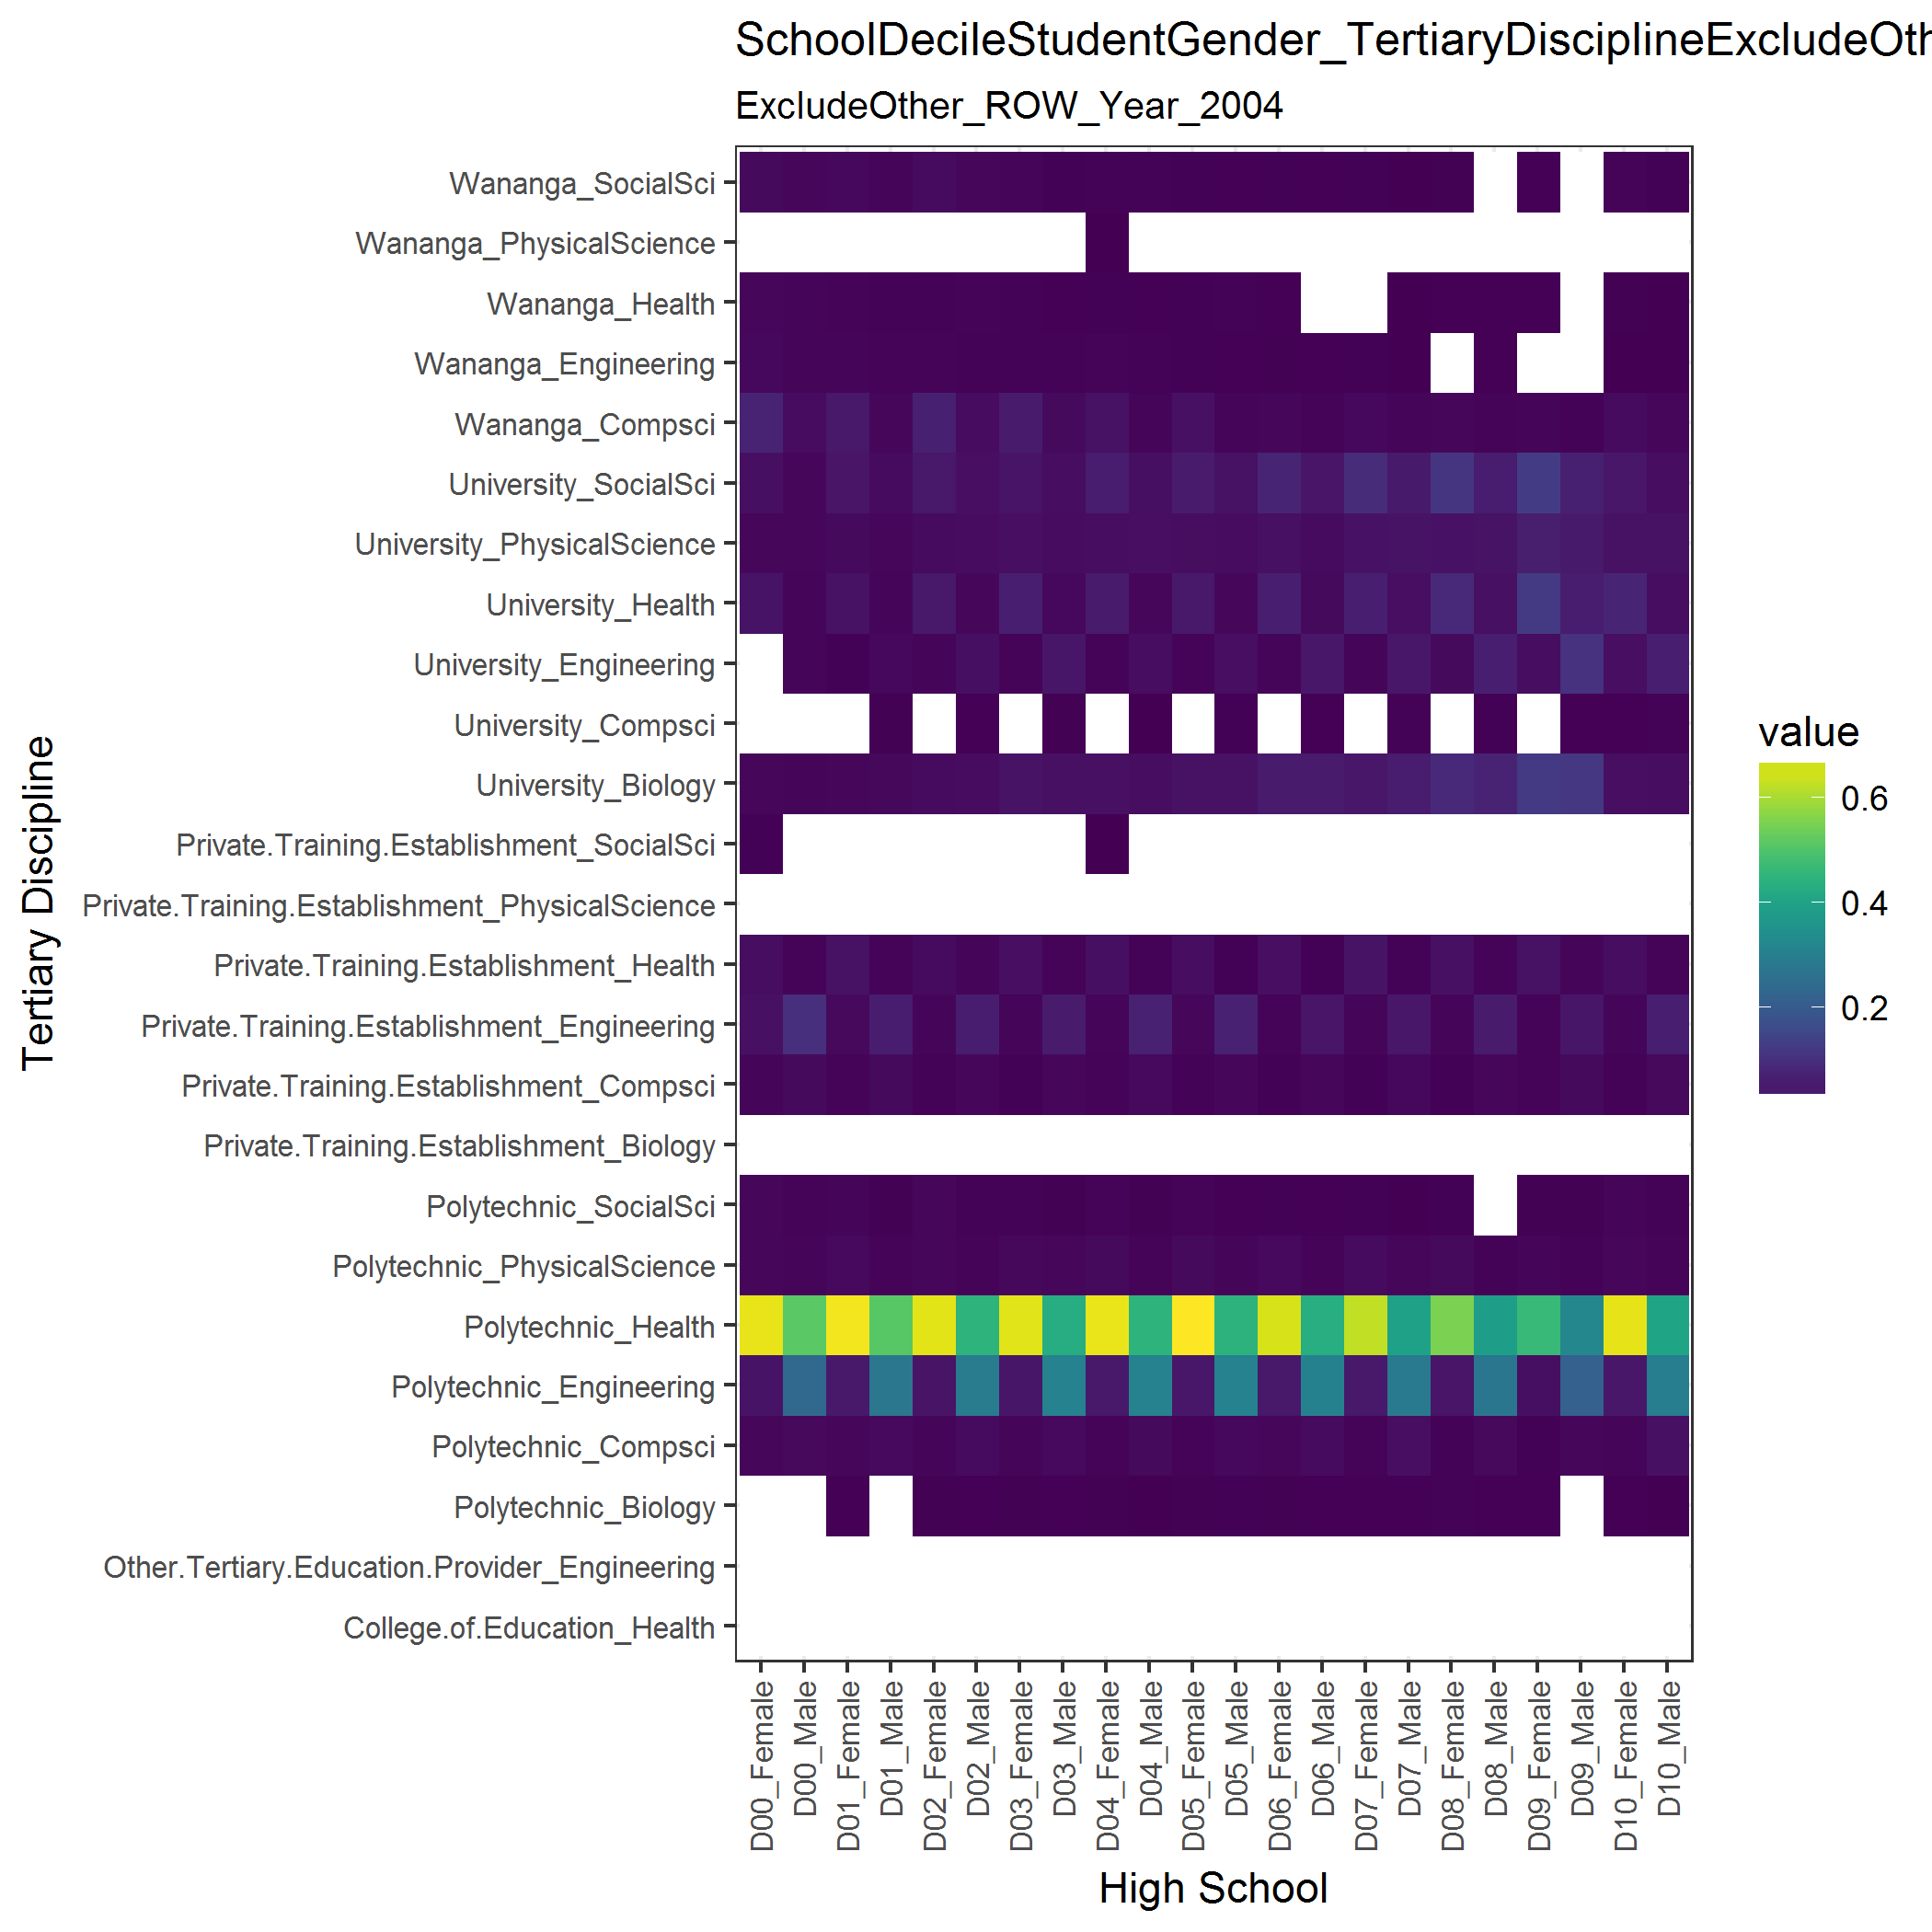 SchoolDecileStudentGender_TertiaryDisciplineExcludeOth
ExcludeOther_ROW_Year_2004
Wananga_SocialSci
Wananga_PhysicalScience
Wananga_Health
Wananga_Engineering
Wananga_Compsci
University_SocialSci
University_PhysicalScience
University_Health
University_Engineering
University_Compsci
University_Biology
Private.Training.Establishment_SocialSci
Private.Training.Establishment_PhysicalScience
Private.Training.Establishment_Health
Private.Training.Establishment_Engineering
Private.Training.Establishment_Compsci
Private.Training.Establishment_Biology
Polytechnic_SocialSci
Polytechnic_PhysicalScience
Polytechnic_Health
Polytechnic_Engineering
Polytechnic_Compsci
Polytechnic_Biology
Other.Tertiary.Education.Provider_Engineering
College.of.Education_Health
Tertiary Discipline
D00_Female
D00_Male
D01_Female
D01_Male
D02_Female
D02_Male
D03_Female
D03_Male
D04_Female
D04_Male
D05_Female
D05_Male
D06_Female
D06_Male
D07_Female
D07_Male
D08_Female
D08_Male
D09_Female
D09_Male
D10_Female
D10_Male
High School
value
0.6
0.4
0.2